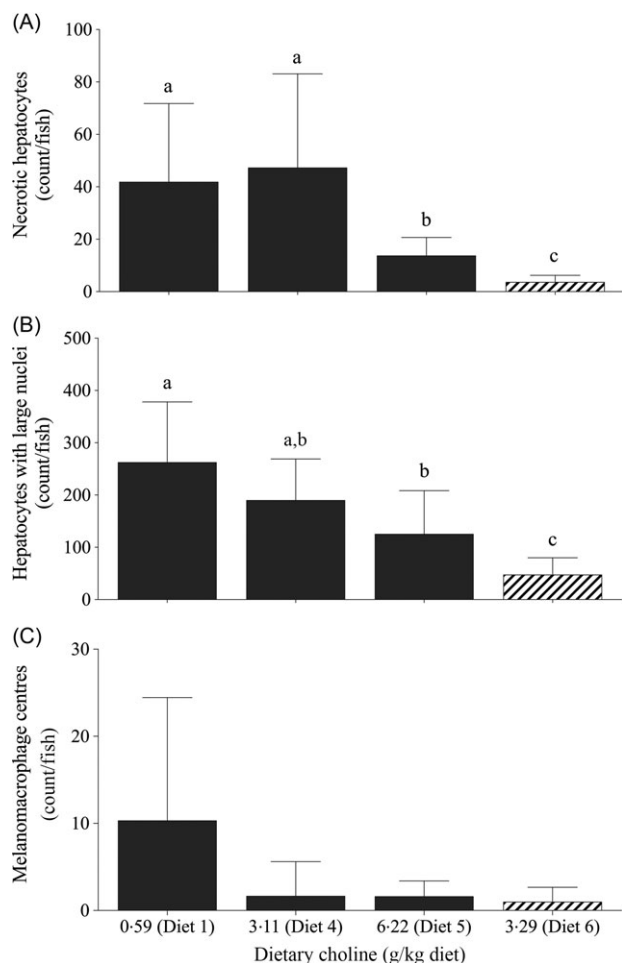 (A)
Necrotic hepatocytes
(count/fish)
100
80
60
40
20
0
a
a
b
c
(B)
Hepatocytes with large nuclei
(count/fish)
500
400
300
200
100
0
a
a,b
b
c
(C)
Melanomacrophage centres
(count/fish)
30
20
10
0
0·59 (Diet 1) 3·11 (Diet 4) 6·22 (Diet 5) 3·29 (Diet 6)
Dietary choline (g/kg diet)